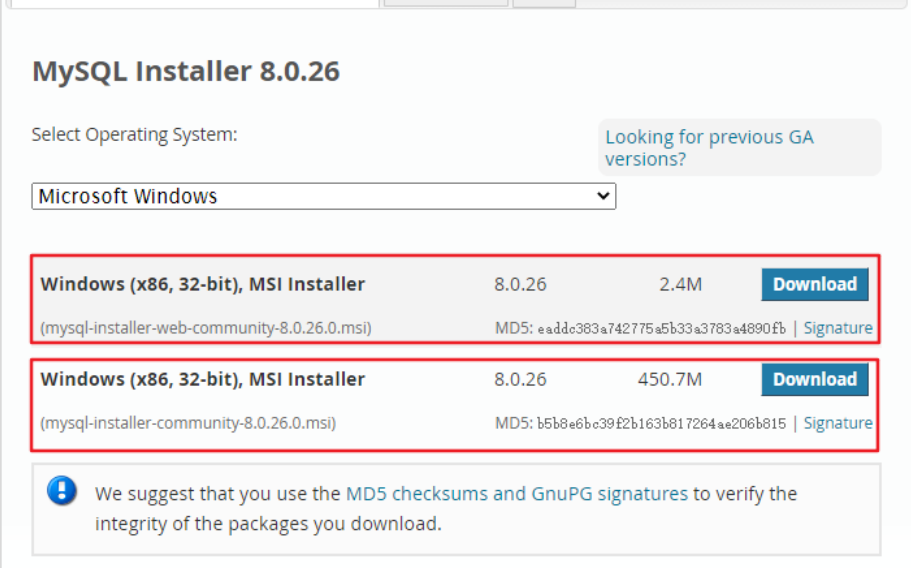 MySQL Installer 8.0.26
Select Operating System:
Looking for previous GA
versions?
Microsoft Windows
Windows (x86, 32-bit), MSI Installer 8.0.26 2.4M Download
(mysql-installer-web-community-8.0.26.0.msi) MD5: eaddc383a742775a5b33a3783a4890fb | Signature
Windows (x86, 32-bit), MSI Installer 8.0.26 450.7M Download
(mysql-installer-community-8.0.26.0.msi) MD5: b5b8e6bc39f2b163b817264ae206b815 | Signature
We suggest that you use the MD5 checksums and GnuPG signatures to verify the
integrity of the packages you download.